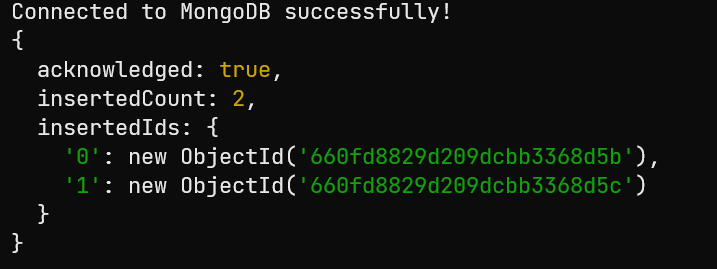 Connected to MongoDB successfully!
{
  acknowledged: true,
  insertedCount: 2,
  insertedIds: {
    '0': new ObjectId('660fd8829d209dcbb3368d5b'),
    '1': new ObjectId('660fd8829d209dcbb3368d5c')
  }
}